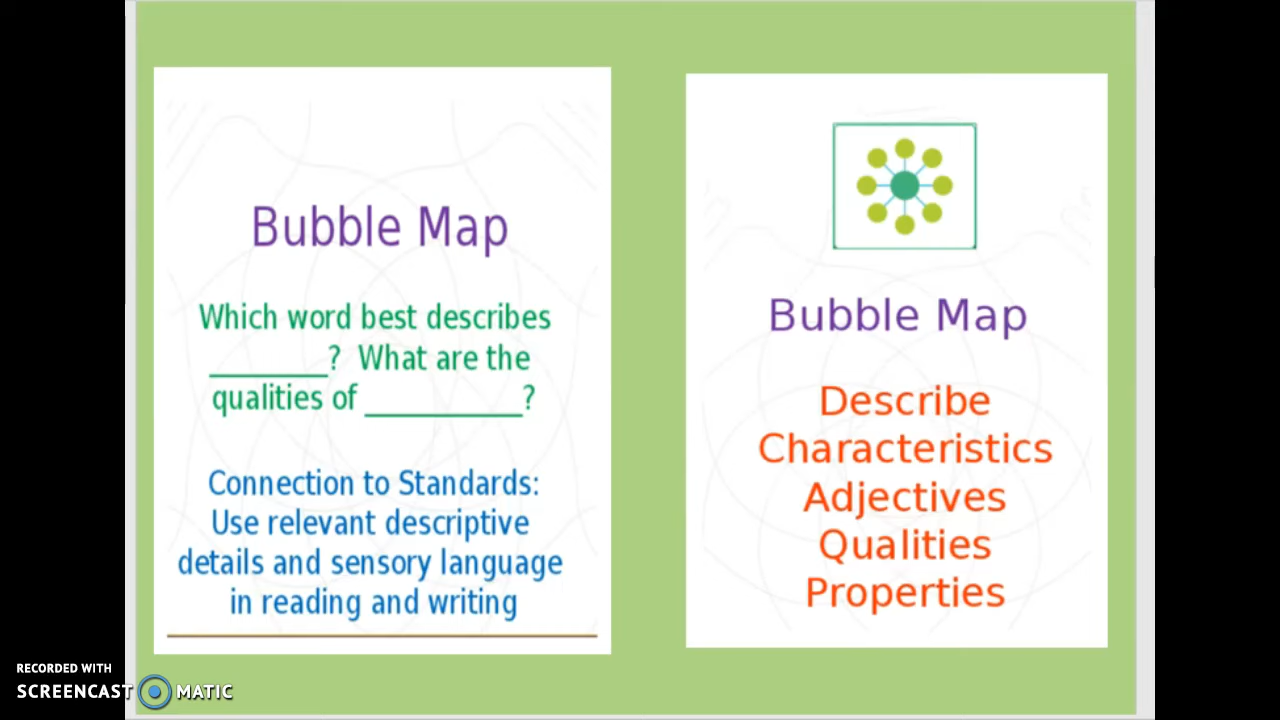 Bubble Map
Which word best describes
________? What are the
qualities of ___________?
Connection to Standards:
Use relevant descriptive
details and sensory language
in reading and writing
Bubble Map
Describe
Characteristics
Adjectives
Qualities
Properties
RECORDED WITH
SCREENCAST MATIC